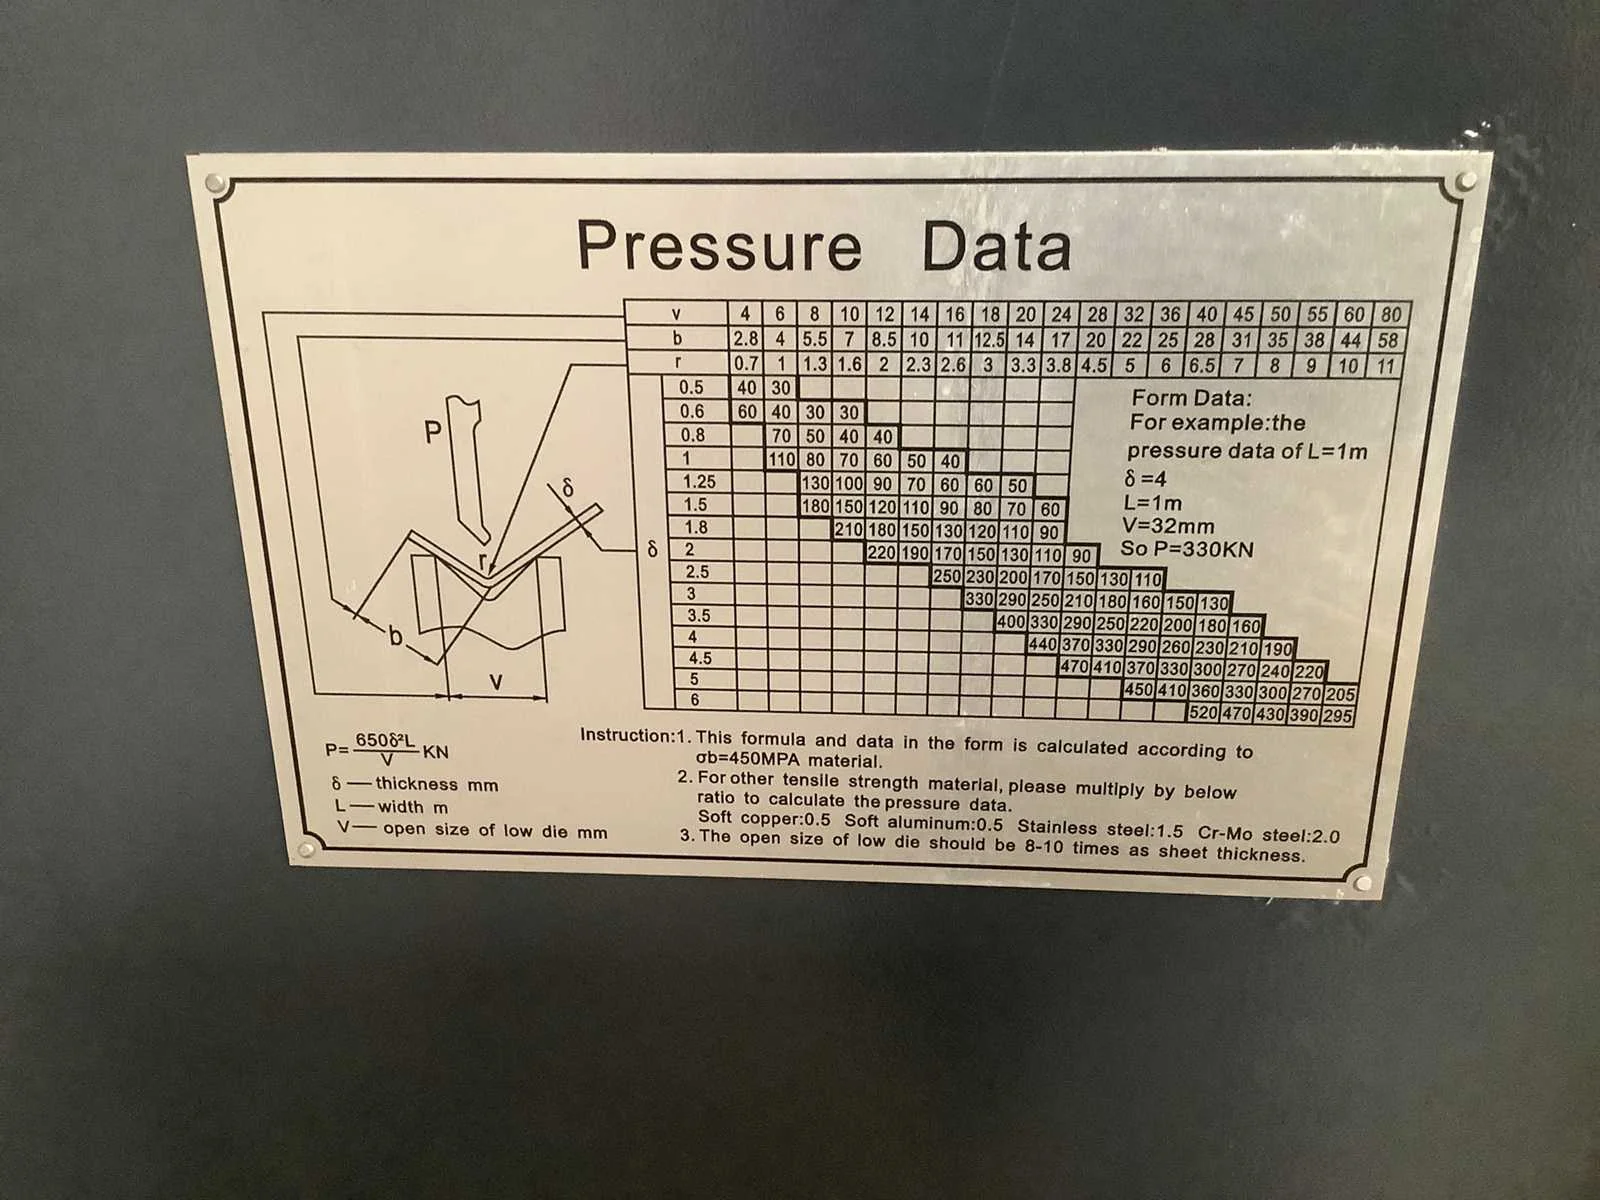 Pressure Data
v 4 6 8 10 12 14 16 18 20 24 28 32 36 40 45 50 55 60 80
b 2.8 4 5.5 7 8.5 10 11 12.5 14 17 20 22 25 28 31 35 38 44 58
r 0.7 1 1.3 1.6 2 2.3 2.6 3 3.3 3.8 4.5 5 6 6.5 7 8 9 10 11
δ
0.5 40 30
0.6 60 40 30 30
0.8 70 50 40 40
1 110 80 70 60 50 40
1.25 130 100 90 70 60 60 50
1.5 180 150 120 110 90 80 70 60
1.8 210 180 150 130 120 110 90
2 220 190 170 150 130 110 90
2.5 250 230 200 170 150 130 110
3 330 290 250 210 180 160 150 130
3.5 400 330 290 250 220 200 180 160
4 440 370 330 290 260 230 210 190
4.5 470 410 370 330 300 270 240 220
5 450 410 360 330 300 270 205
6 520 470 430 390 295
Form Data:
For example:the
pressure data of L=1m
δ=4
L=1m
V=32mm
So P=330KN
P
δ
r
b
V
P=650δ²L/V KN
δ — thickness mm
L — width m
V — open size of low die mm
Instruction:1. This formula and data in the form is calculated according to
σb=450MPA material.
2. For other tensile strength material, please multiply by below
ratio to calculate the pressure data.
Soft copper:0.5 Soft aluminum:0.5 Stainless steel:1.5 Cr-Mo steel:2.0
3. The open size of low die should be 8-10 times as sheet thickness.